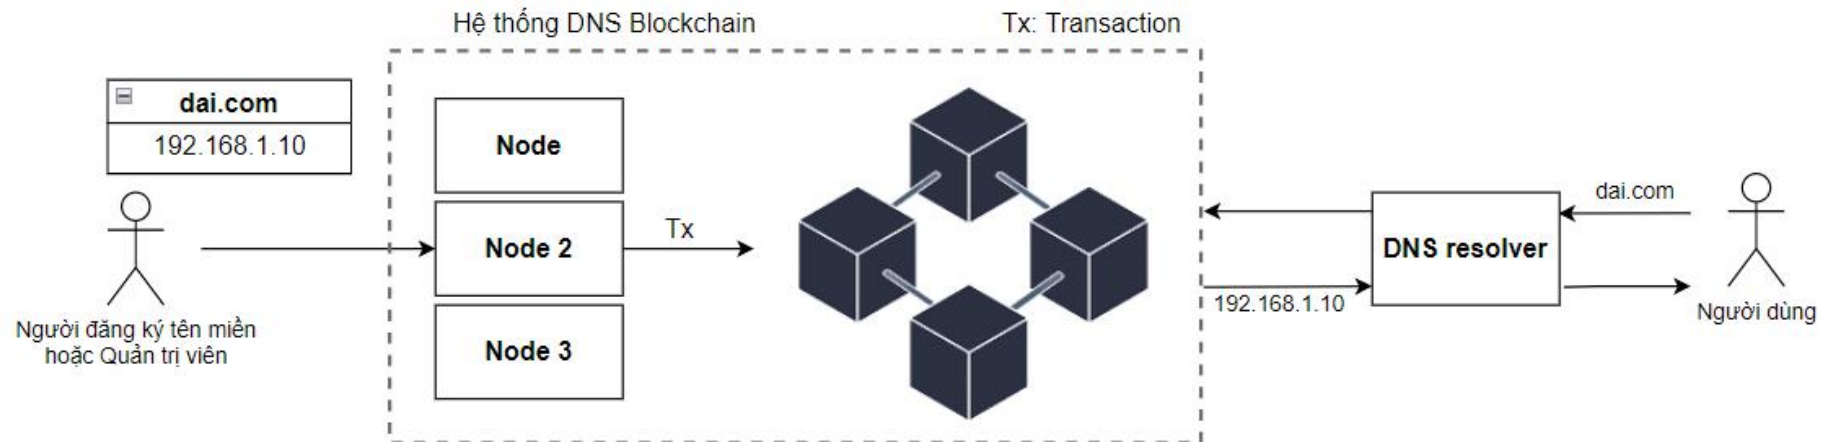 Hệ thống DNS Blockchain
Tx: Transaction
dai.com
192.168.1.10
Người đăng ký tên miền
hoặc Quản trị viên
Node
Node 2
Node 3
Tx
192.168.1.10
DNS resolver
dai.com
Người dùng